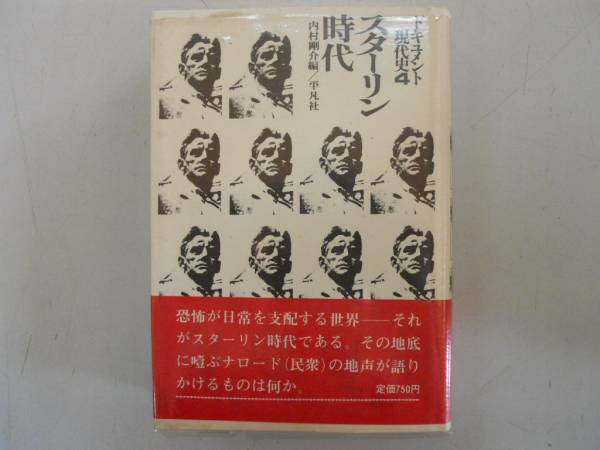 ドキュメント
現代史4
スターリン
時代
内村剛介編/平凡社
恐怖が日常を支配する世界――それ
がスターリン時代である。その地底
に噎ぶナロード(民衆)の地声が語り
かけるものは何か。
定価750円